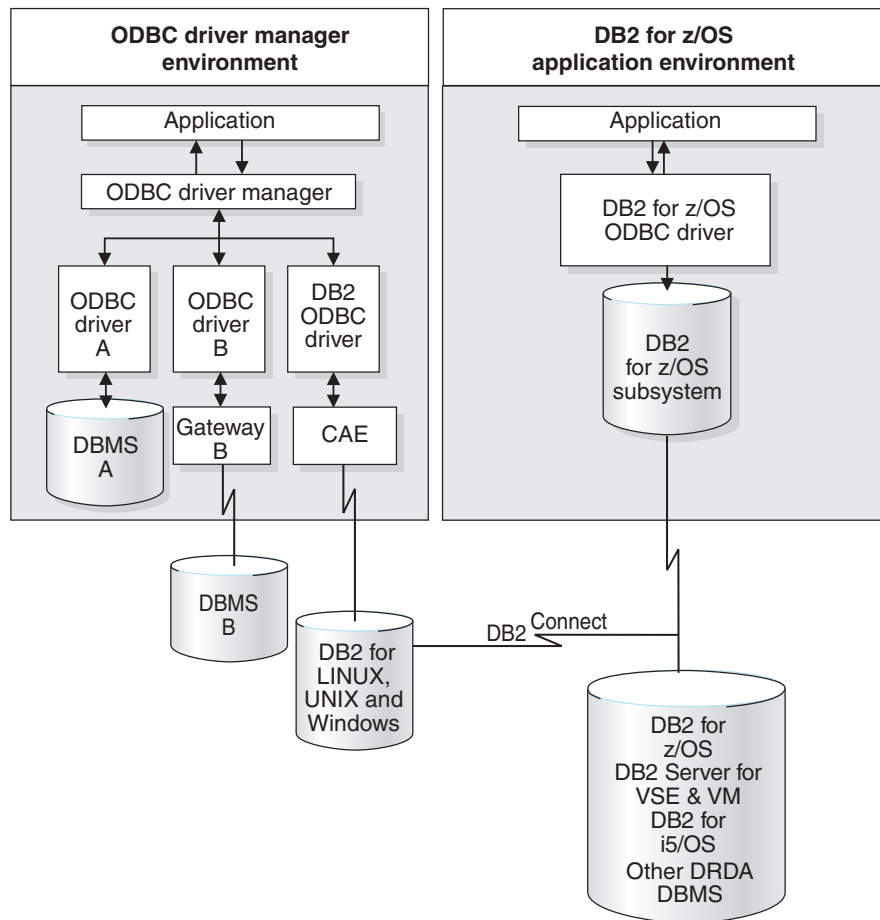 ODBC driver manager
environment
Application
ODBC driver manager
ODBC
driver
A
ODBC
driver
B
DB2
ODBC
driver
DBMS
A
Gateway
B
CAE
DBMS
B
DB2 for
LINUX,
UNIX and
Windows
DB2 for z/OS
application environment
Application
DB2 for z/OS
ODBC driver
DB2
for z/OS
subsystem
DB2 Connect
DB2 for
z/OS
DB2 Server for
VSE & VM
DB2 for
i5/OS
Other DRDA
DBMS